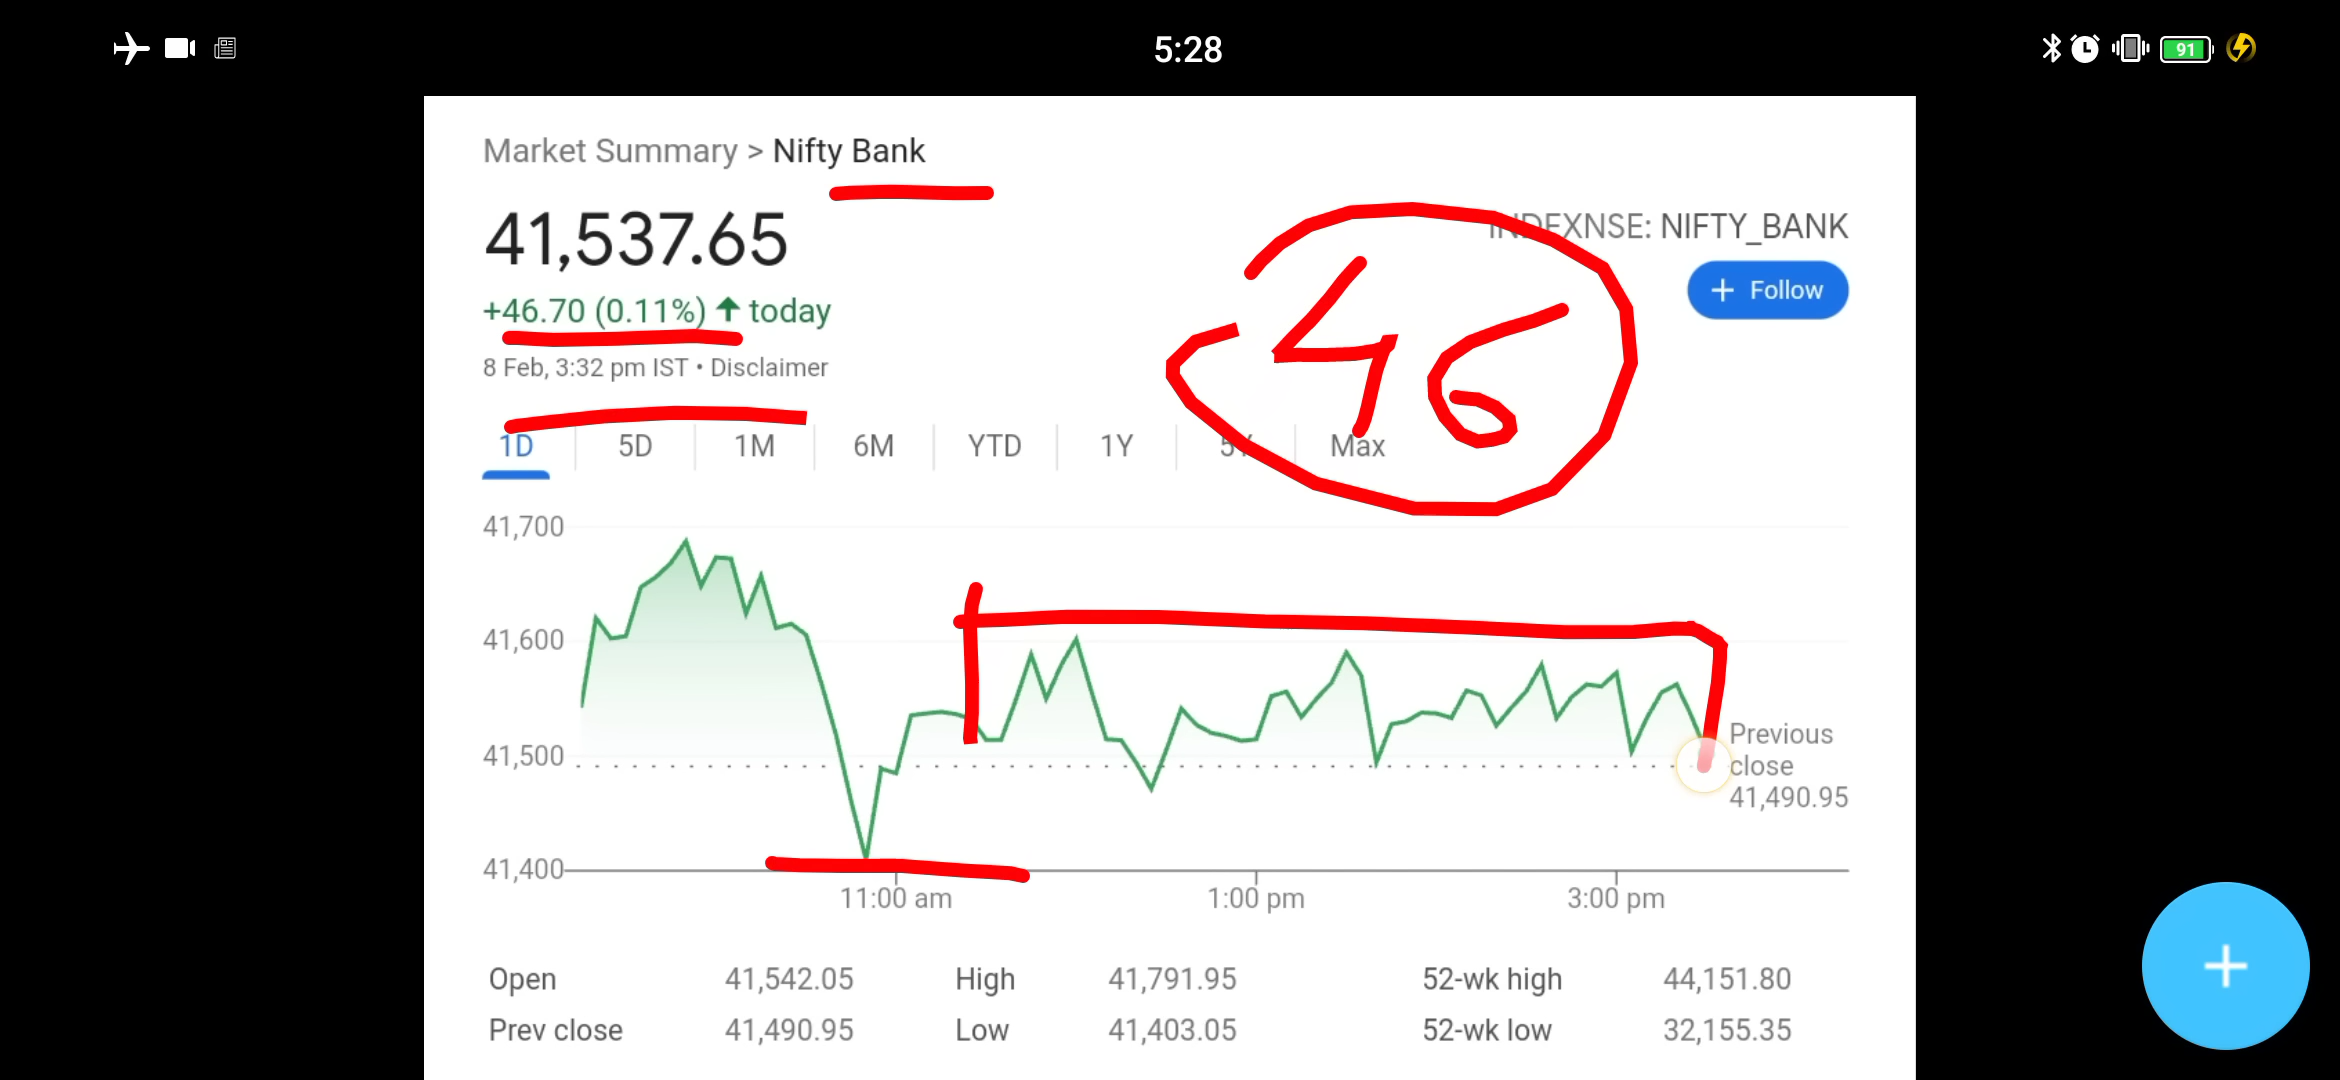 5:28
91
Market Summary > Nifty Bank
41,537.65
INDEXNSE: NIFTY_BANK
+ Follow
+46.70 (0.11%) ↑ today
8 Feb, 3:32 pm IST • Disclaimer
46
1D 5D 1M 6M YTD 1Y 5Y Max
41,700
41,600
41,500
41,400
Previous
close
41,490.95
11:00 am 1:00 pm 3:00 pm
Open 41,542.05 High 41,791.95 52-wk high 44,151.80
Prev close 41,490.95 Low 41,403.05 52-wk low 32,155.35